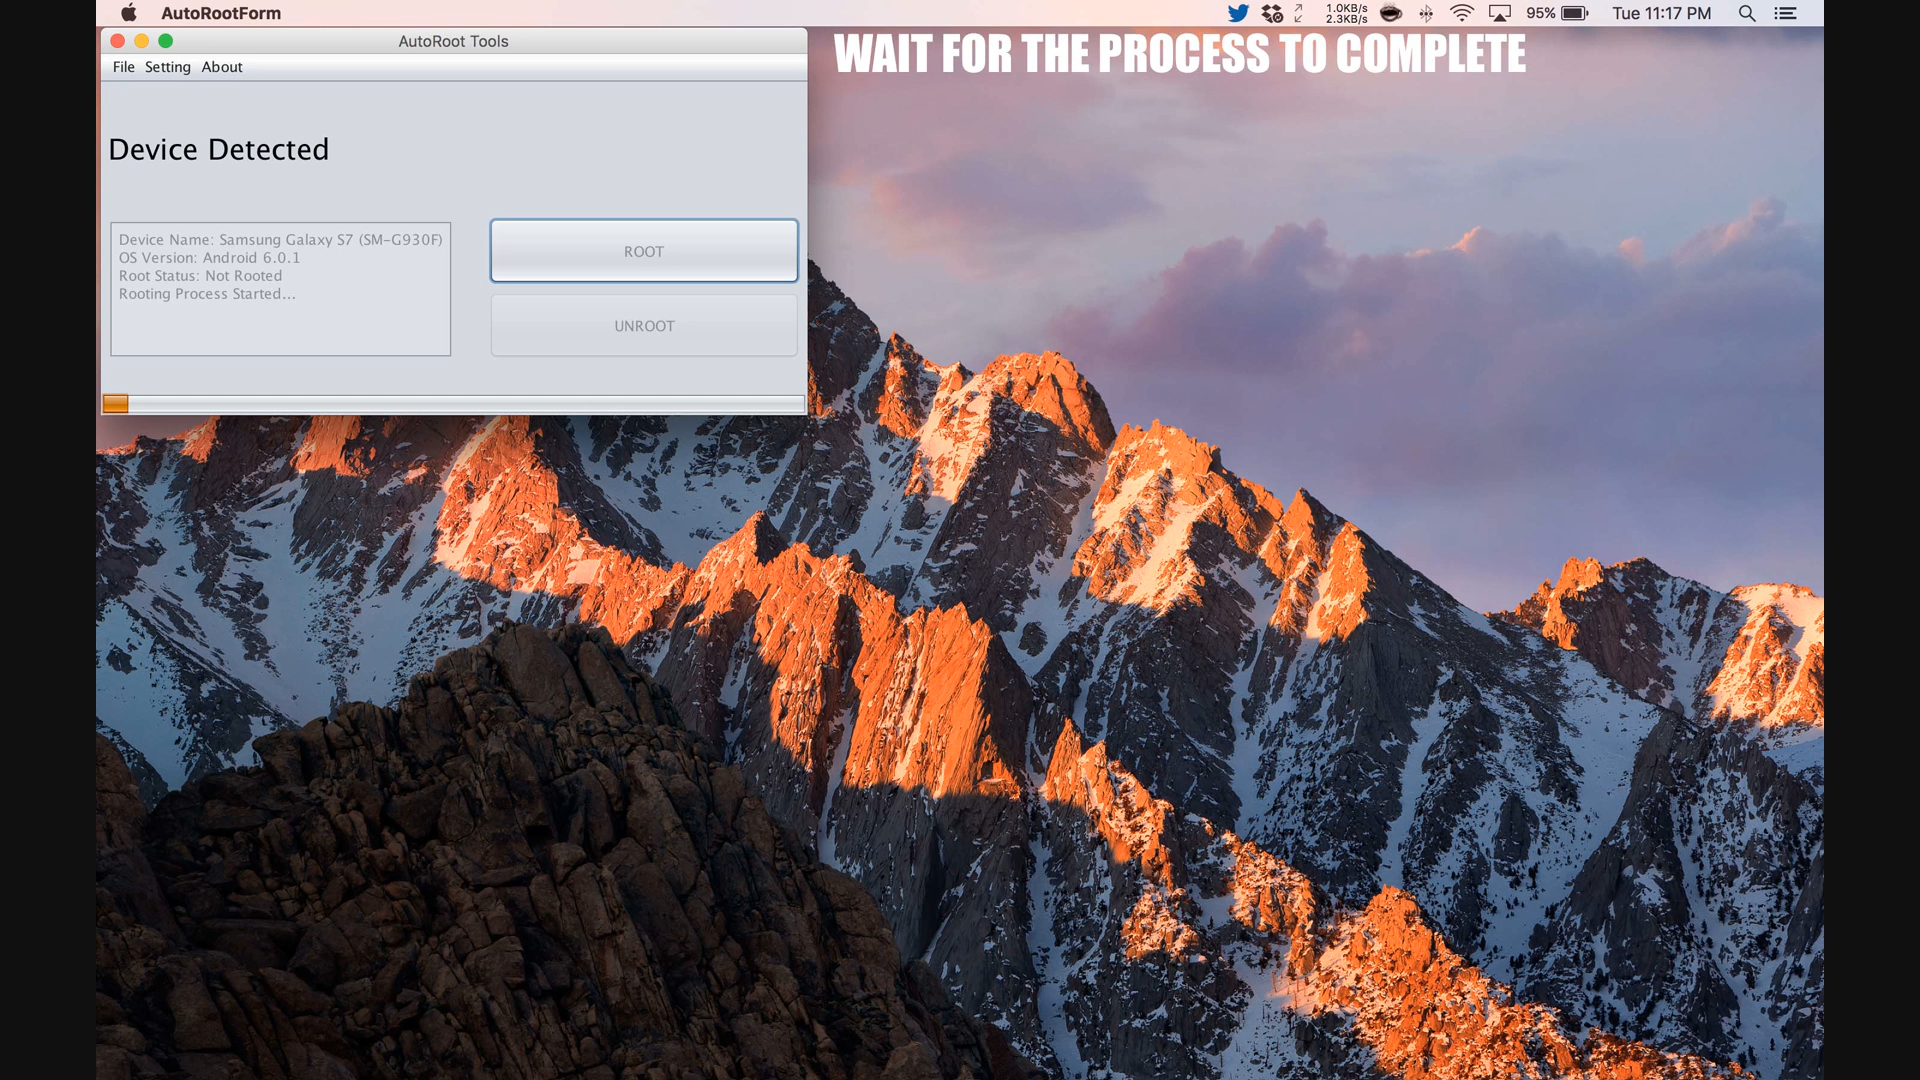 AutoRootForm
1.0KB/s
2.3KB/s
95%
Tue 11:17 PM
AutoRoot Tools
WAIT FOR THE PROCESS TO COMPLETE
File Setting About
Device Detected
Device Name: Samsung Galaxy S7 (SM-G930F)
OS Version: Android 6.0.1
Root Status: Not Rooted
Rooting Process Started...
ROOT
UNROOT